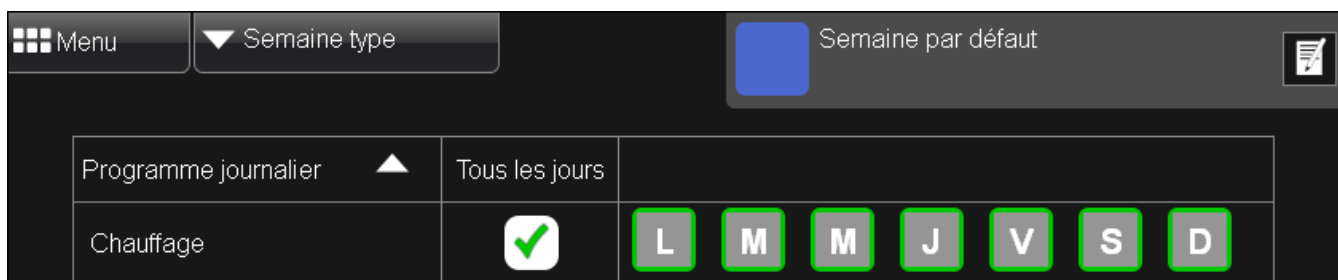 Menu
Semaine type
Semaine par défaut
Programme journalier
Tous les jours
Chauffage
L M M J V S D